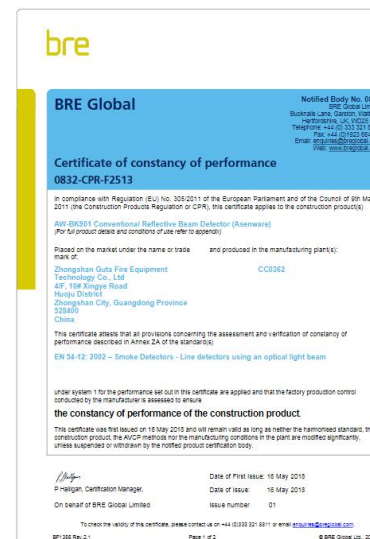 bre
BRE Global
Notified Body No.
BRE Global
Bucknalls Lane, Garston,
Hertfordshire, UK, WD25
Telephone: +44 (0) 333 321
Fax: +44 (0)1923
Email: enquiries@breglobal.
Web: www.breglobal.
Certificate of constancy of performance
0832-CPR-F2513
In compliance with Regulation (EU) No. 305/2011 of the European Parliament and of the Council of 9th
2011 (the Construction Products Regulation or CPR), this certificate applies to the construction product(s)
AW-BK901 Conventional Reflective Beam Detector (Asenware)
(For full product details and conditions of use refer to appendix)
Placed on the market under the name or trade mark of:
and produced in the manufacturing plant(s):
Zhongshan Guta Fire Equipment
Technology Co., Ltd
4/F, 10# Xingye Road
Huoju District
Zhongshan City, Guangdong Province
528400
China
CC0362
This certificate attests that all provisions concerning the assessment and verification of constancy of
performance described in Annex ZA of the standard(s)
EN 54-12: 2002 – Smoke Detectors - Line detectors using an optical light beam
under system 1 for the performance set out in this certificate are applied and that the factory production control
conducted by the manufacturer is assessed to ensure
the constancy of performance of the construction product.
This certificate was first issued on 16 May 2018 and will remain valid as long as neither the harmonised standard,
construction product, the AVCP methods nor the manufacturing conditions in the plant are modified significantly,
unless suspended or withdrawn by the notified product certification body.
P Halligan, Certification Manager,
On behalf of BRE Global Limited
Date of First Issue: 16 May 2018
Date of Issue: 16 May 2018
Issue number 01
To check the validity of this certificate, please contact us on +44 (0)333 321 8811 or email enquiries@breglobal.com.
BF1386 Rev 2.1
Page 1 of 2
© BRE Global Ltd.,